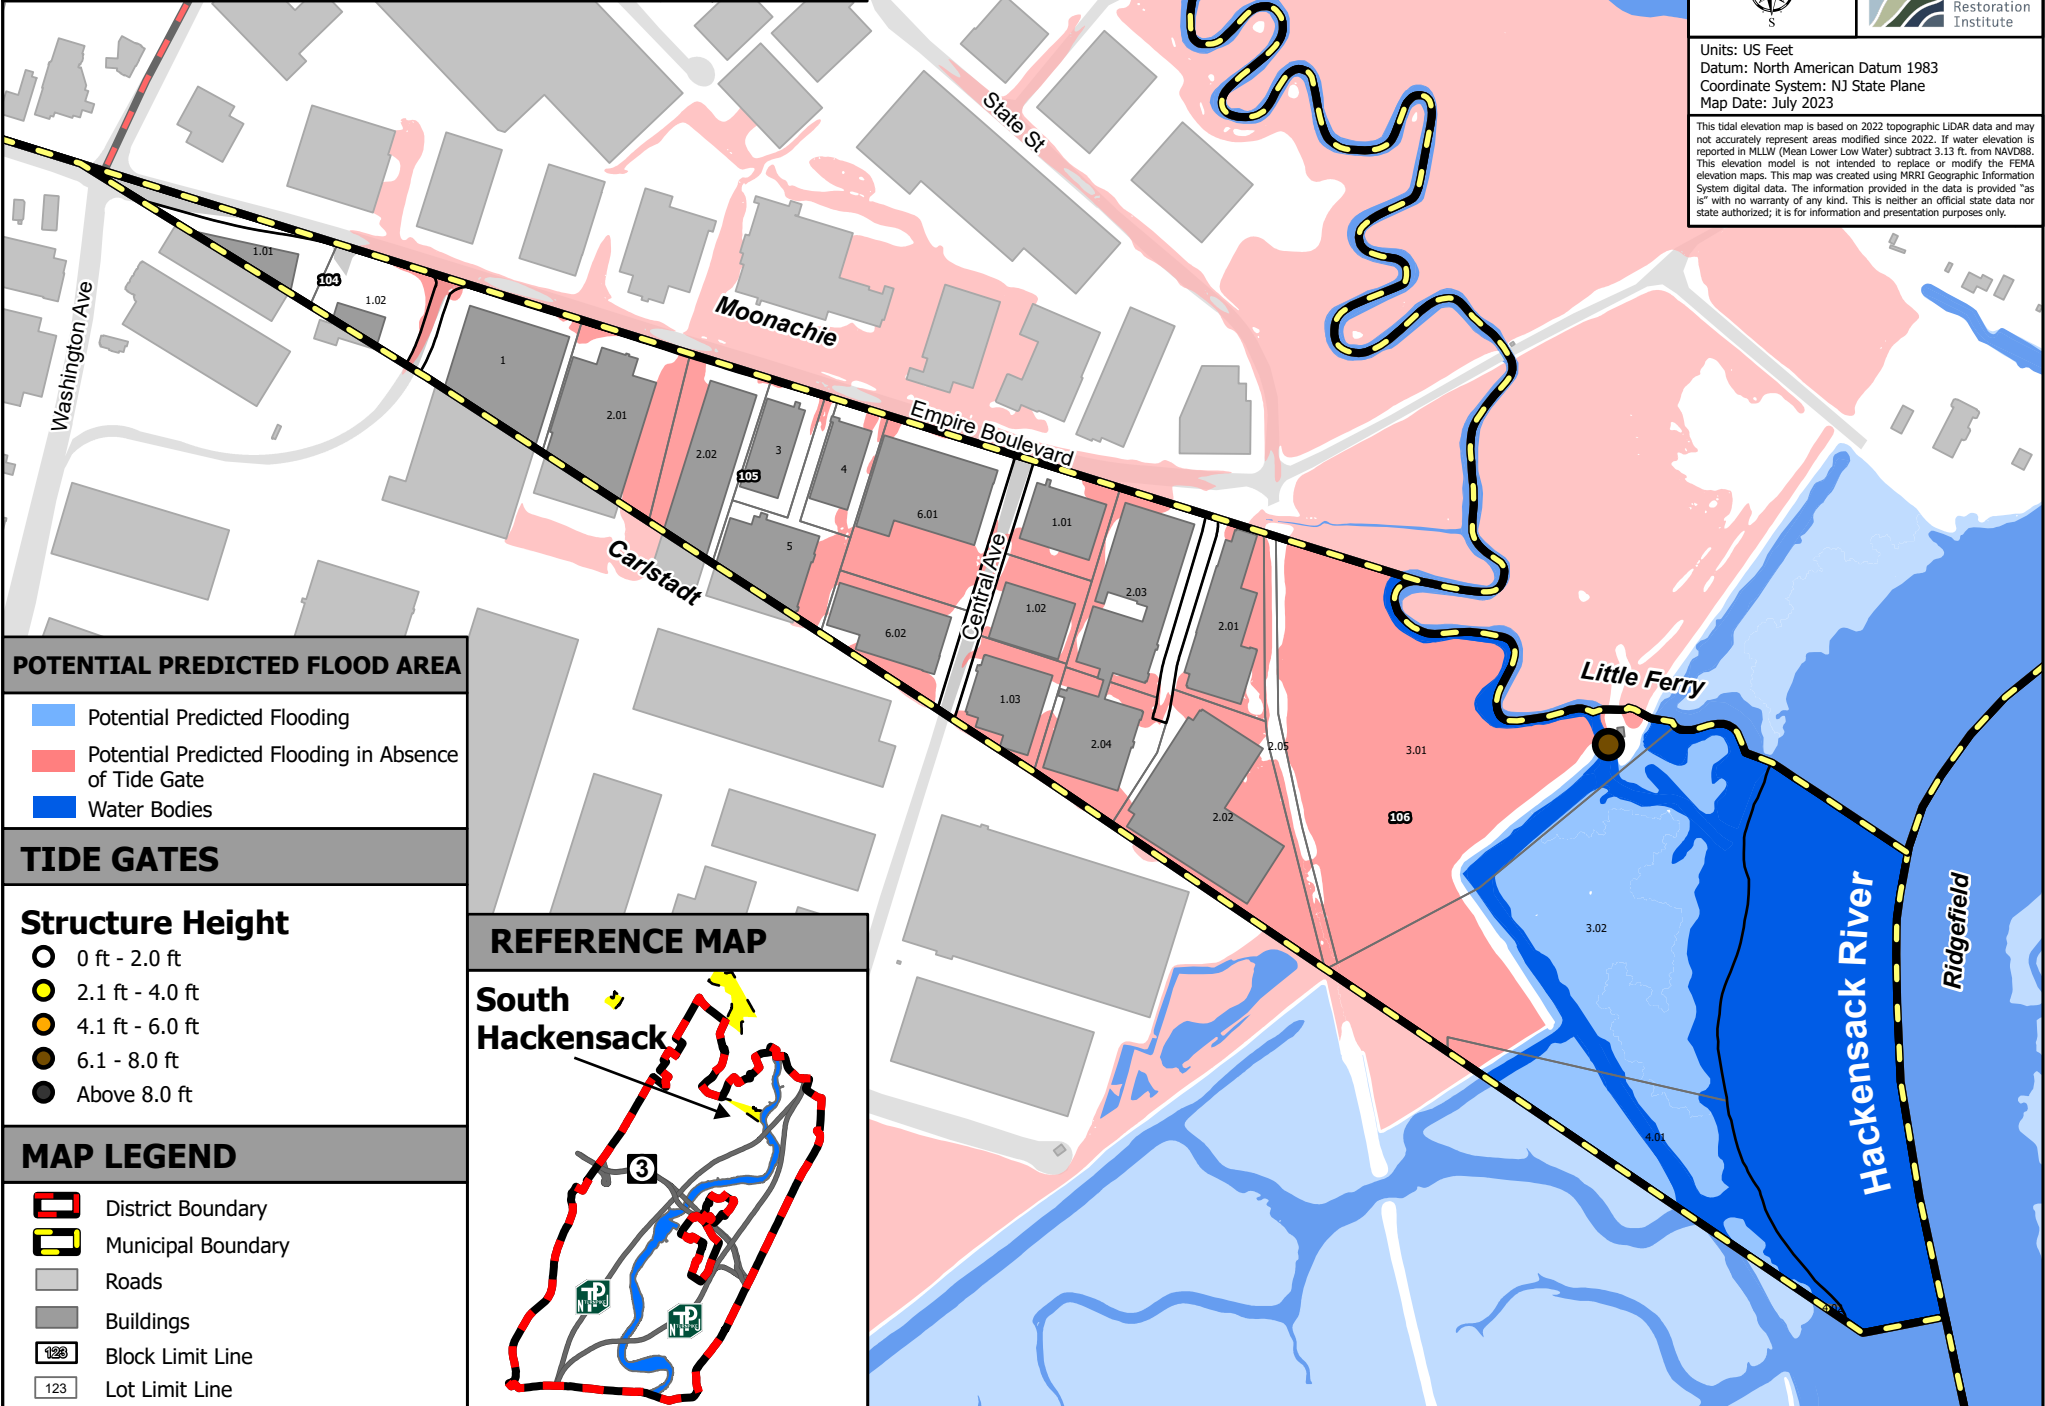 S
Restoration
Institute
Units: US Feet
Datum: North American Datum 1983
Coordinate System: NJ State Plane
Map Date: July 2023
This tidal elevation map is based on 2022 topographic LiDAR data and may
not accurately represent areas modified since 2022. If water elevation is
reported in MLLW (Mean Lower Low Water) subtract 3.13 ft. from NAVD88.
This elevation model is not intended to replace or modify the FEMA
elevation maps. This map was created using MRRI Geographic Information
System digital data. The information provided in the data is provided "as
is" with no warranty of any kind. This is neither an official state data nor
state authorized; it is for information and presentation purposes only.
State St
Washington Ave
1.01
104
1.02
Moonachie
1
2.01
2.02
3
105
4
Empire Boulevard
6.01
5
Carlstadt
6.02
Central Ave
1.01
1.02
1.03
2.03
2.01
2.04
2.05
2.02
3.01
106
Little Ferry
3.02
4.01
Hackensack River
Ridgefield
POTENTIAL PREDICTED FLOOD AREA
Potential Predicted Flooding
Potential Predicted Flooding in Absence
of Tide Gate
Water Bodies
TIDE GATES
Structure Height
0 ft - 2.0 ft
2.1 ft - 4.0 ft
4.1 ft - 6.0 ft
6.1 - 8.0 ft
Above 8.0 ft
MAP LEGEND
District Boundary
Municipal Boundary
Roads
Buildings
123 Block Limit Line
123 Lot Limit Line
REFERENCE MAP
South
Hackensack
3